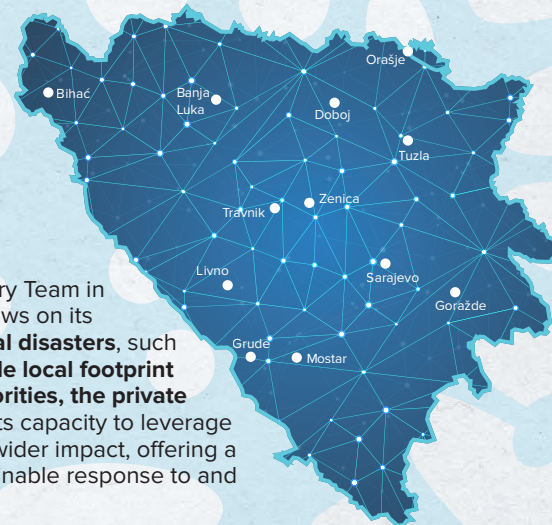 Orašje
Bihać
Banja
Luka
Doboj
Tuzla
Zenica
Travnik
Livno
Sarajevo
Goražde
Grude
Mostar
ry Team in
ws on its
al disasters, such
le local footprint
orities, the private
ts capacity to leverage
wider impact, offering a
nable response to and